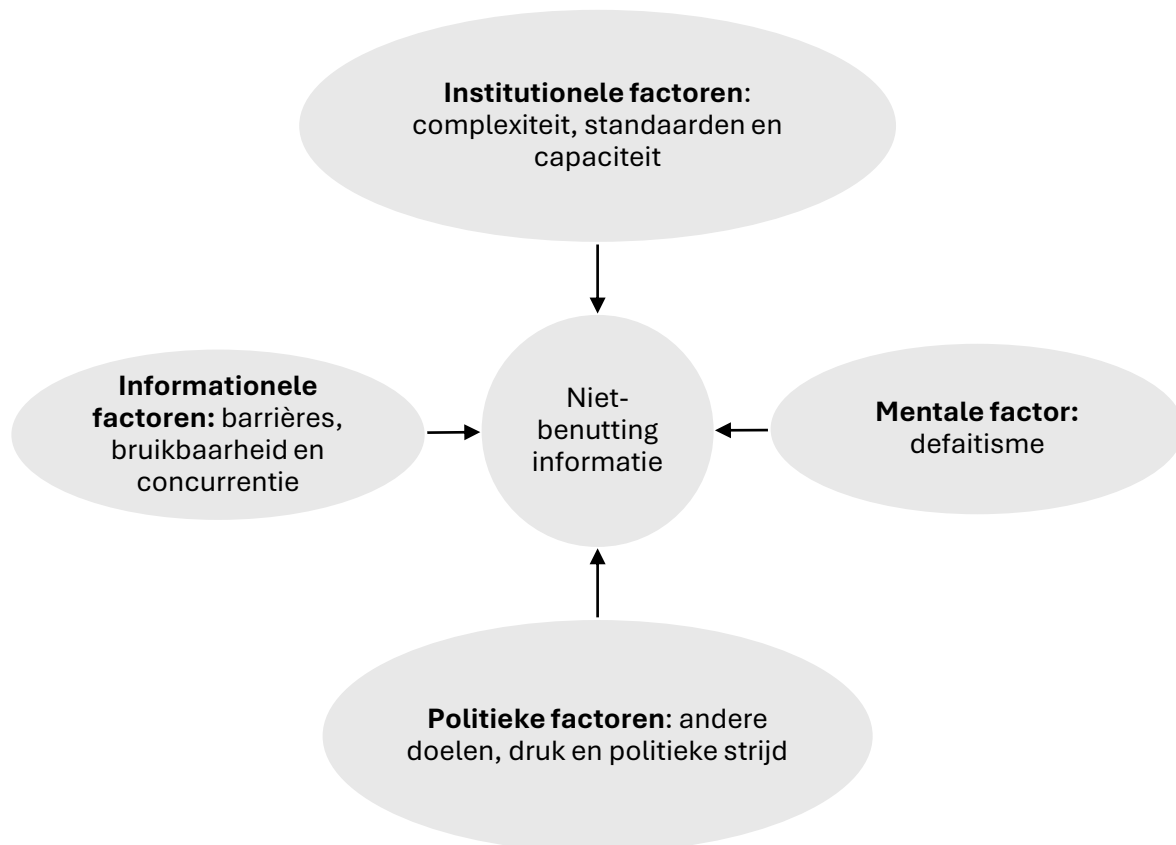 Institutionele factoren:
complexiteit, standaarden en
capaciteit
Informationele
factoren: barrières,
bruikbaarheid en
concurrentie
Niet-
benutting
informatie
Mentale factor:
defaitisme
Politieke factoren: andere
doelen, druk en politieke strijd